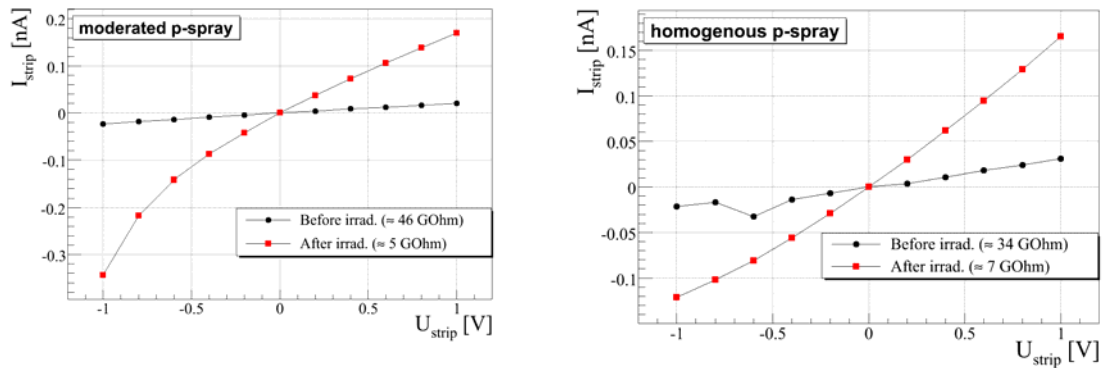 moderated p-spray
I_strip [nA]
0.2
0.1
0
-0.1
-0.2
-0.3
Before irrad. (≈ 46 GOhm)
After irrad. (≈ 5 GOhm)
-1
-0.5
0
0.5
1
U_strip [V]
homogenous p-spray
I_strip [nA]
0.15
0.1
0.05
0
-0.05
-0.1
Before irrad. (≈ 34 GOhm)
After irrad. (≈ 7 GOhm)
-1
-0.5
0
0.5
1
U_strip [V]